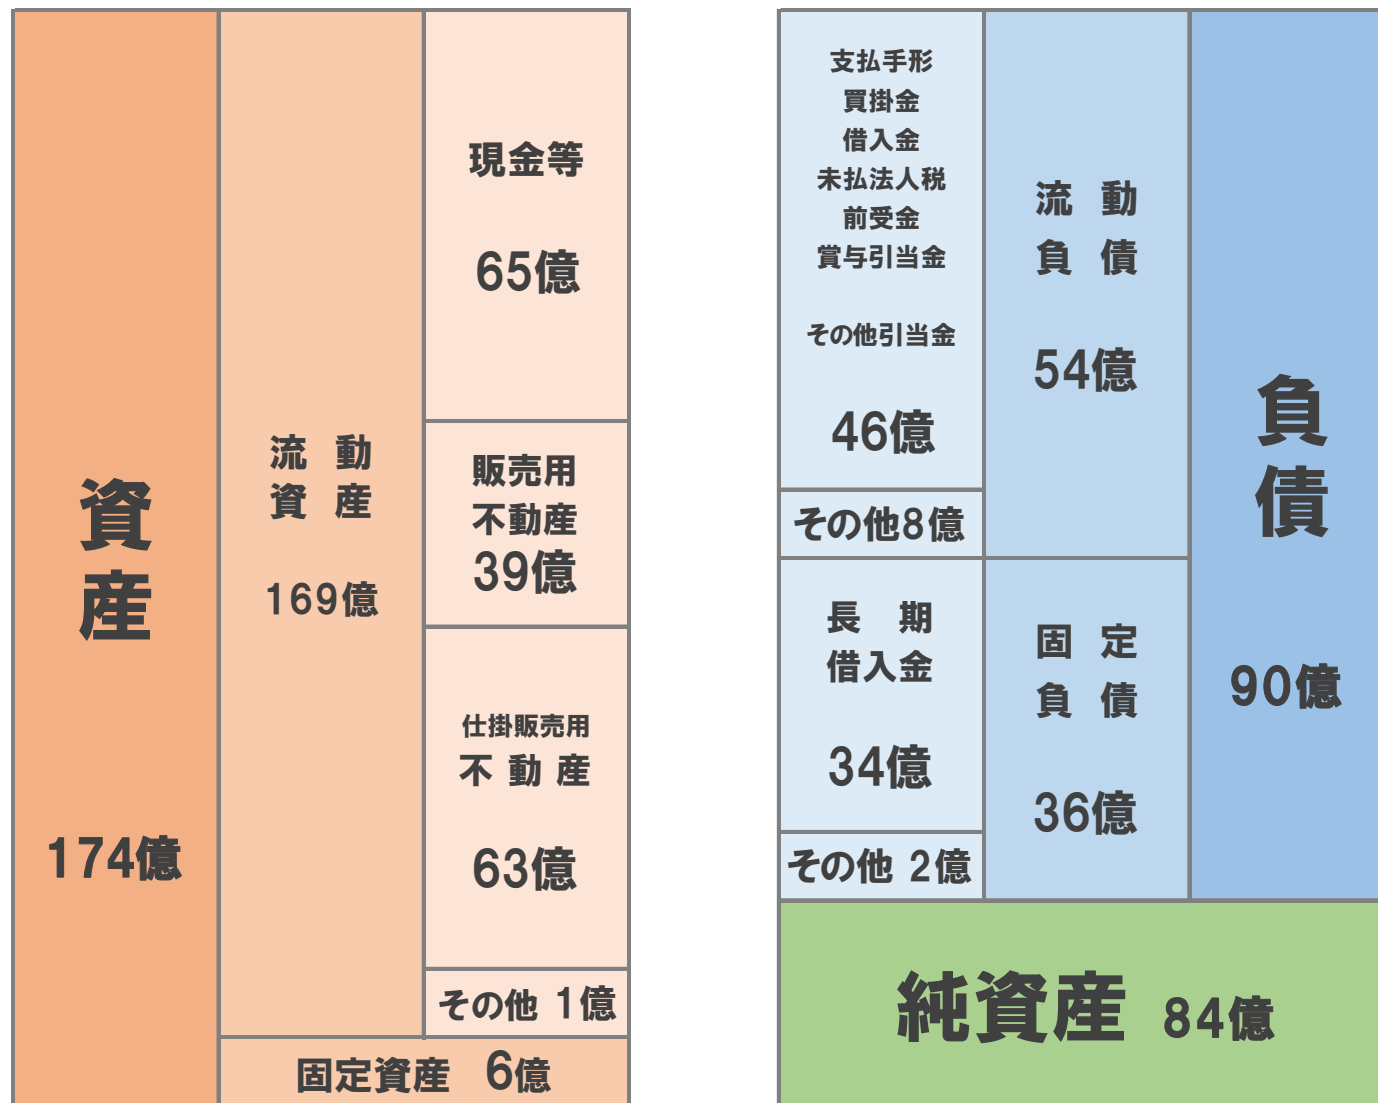 資
産
174億
流 動
資 産
169億
現金等
65億
販売用
不動産
39億
仕掛販売用
不 動 産
63億
その他 1億
固定資産 6億
支払手形
買掛金
借入金
未払法人税
前受金
賞与引当金
その他引当金
46億
その他8億
長 期
借入金
34億
その他 2億
流 動
負 債
54億
固 定
負 債
36億
負
債
90億
純資産 84億